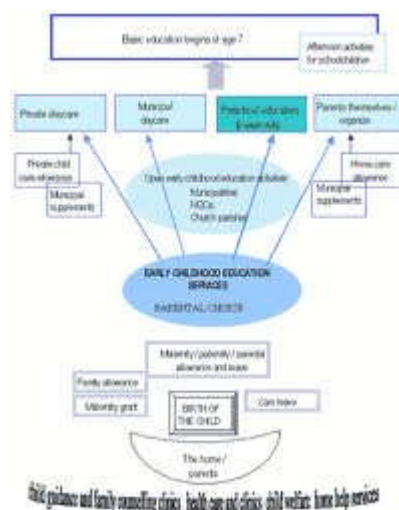 Basic education begins at age 7
Afternoon activities
for schoolchildren
Private daycare
Municipal
daycare
Preschool education
Parents themselves /
organize
Private child
care allowance
Municipal
supplements
Home care
allowance
Municipal
supplements
Open early childhood education activities
Municipalities
NGOs
Church parishes
EARLY CHILDHOOD EDUCATION
SERVICES
PARENTAL CHOICE
Maternity / paternity / parental
allowance and leave
Family allowance
Maternity grant
Care leave
BIRTH OF
THE CHILD
The home /
parents
child guidance and family counselling clinics health care and clinics child welfare home help services